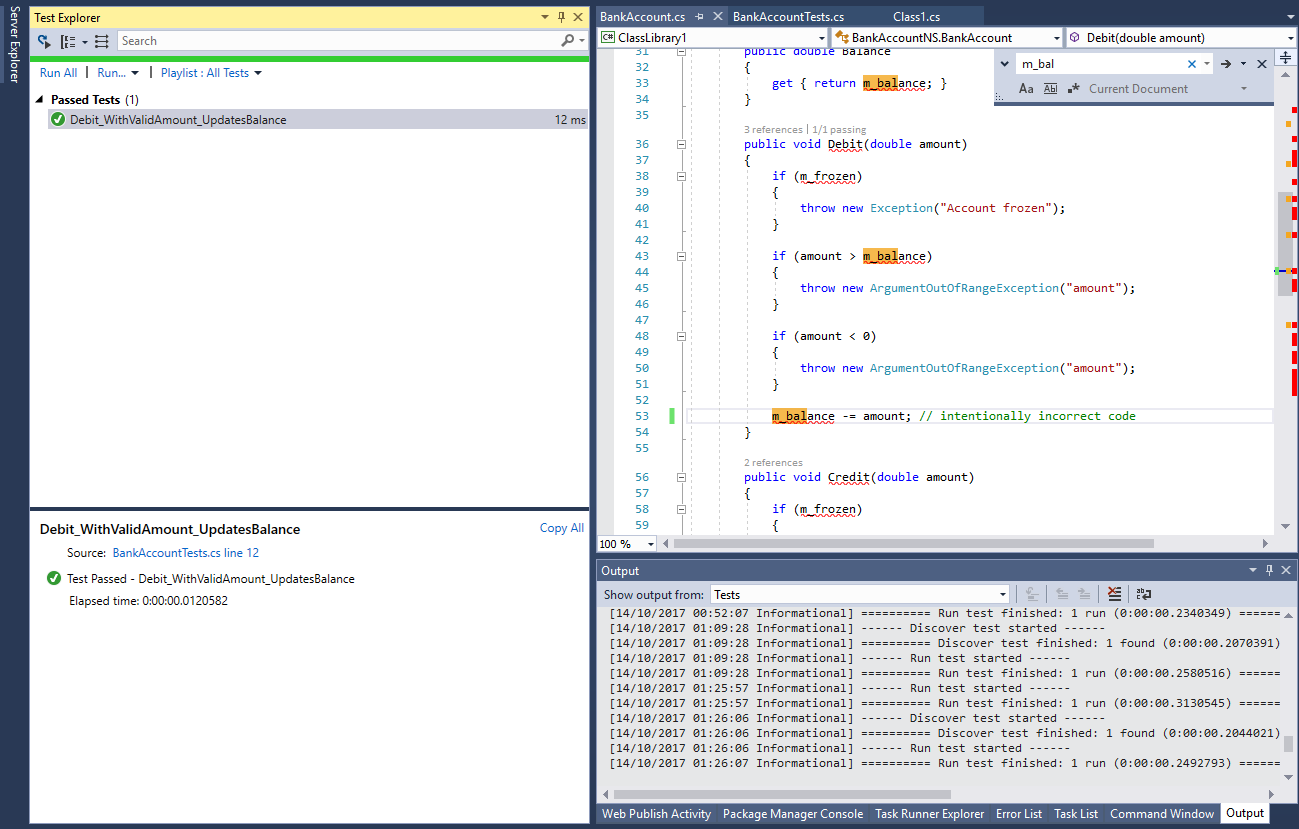 Server Explorer
Test Explorer
Search
Run All | Run... | Playlist : All Tests
Passed Tests (1)
Debit_WithValidAmount_UpdatesBalance 12 ms
Debit_WithValidAmount_UpdatesBalance Copy All
Source: BankAccountTests.cs line 12
Test Passed - Debit_WithValidAmount_UpdatesBalance
Elapsed time: 0:00:00.0120582
BankAccount.cs BankAccountTests.cs Class1.cs
C# ClassLibrary1 BankAccountNS.BankAccount Debit(double amount)
m_bal
Aa Ab .* Current Document
31 public double Balance
32 {
33 get { return m_balance; }
34 }
35
3 references | 1/1 passing
36 public void Debit(double amount)
37 {
38 if (m_frozen)
39 {
40 throw new Exception("Account frozen");
41 }
42
43 if (amount > m_balance)
44 {
45 throw new ArgumentOutOfRangeException("amount");
46 }
47
48 if (amount < 0)
49 {
50 throw new ArgumentOutOfRangeException("amount");
51 }
52
53 m_balance -= amount; // intentionally incorrect code
54 }
55
2 references
56 public void Credit(double amount)
57 {
58 if (m_frozen)
59 {
100 %
Output
Show output from: Tests
[14/10/2017 00:52:07 Informational] ========== Run test finished: 1 run (0:00:00.2340349) ======
[14/10/2017 01:09:28 Informational] ------ Discover test started ------
[14/10/2017 01:09:28 Informational] ========== Discover test finished: 1 found (0:00:00.2070391)
[14/10/2017 01:09:28 Informational] ------ Run test started ------
[14/10/2017 01:09:28 Informational] ========== Run test finished: 1 run (0:00:00.2580516) ======
[14/10/2017 01:25:57 Informational] ------ Run test started ------
[14/10/2017 01:25:57 Informational] ========== Run test finished: 1 run (0:00:00.3130545) ======
[14/10/2017 01:26:06 Informational] ------ Discover test started ------
[14/10/2017 01:26:06 Informational] ========== Discover test finished: 1 found (0:00:00.2044021)
[14/10/2017 01:26:06 Informational] ------ Run test started ------
[14/10/2017 01:26:07 Informational] ========== Run test finished: 1 run (0:00:00.2492793) ======
Web Publish Activity Package Manager Console Task Runner Explorer Error List Task List Command Window Output